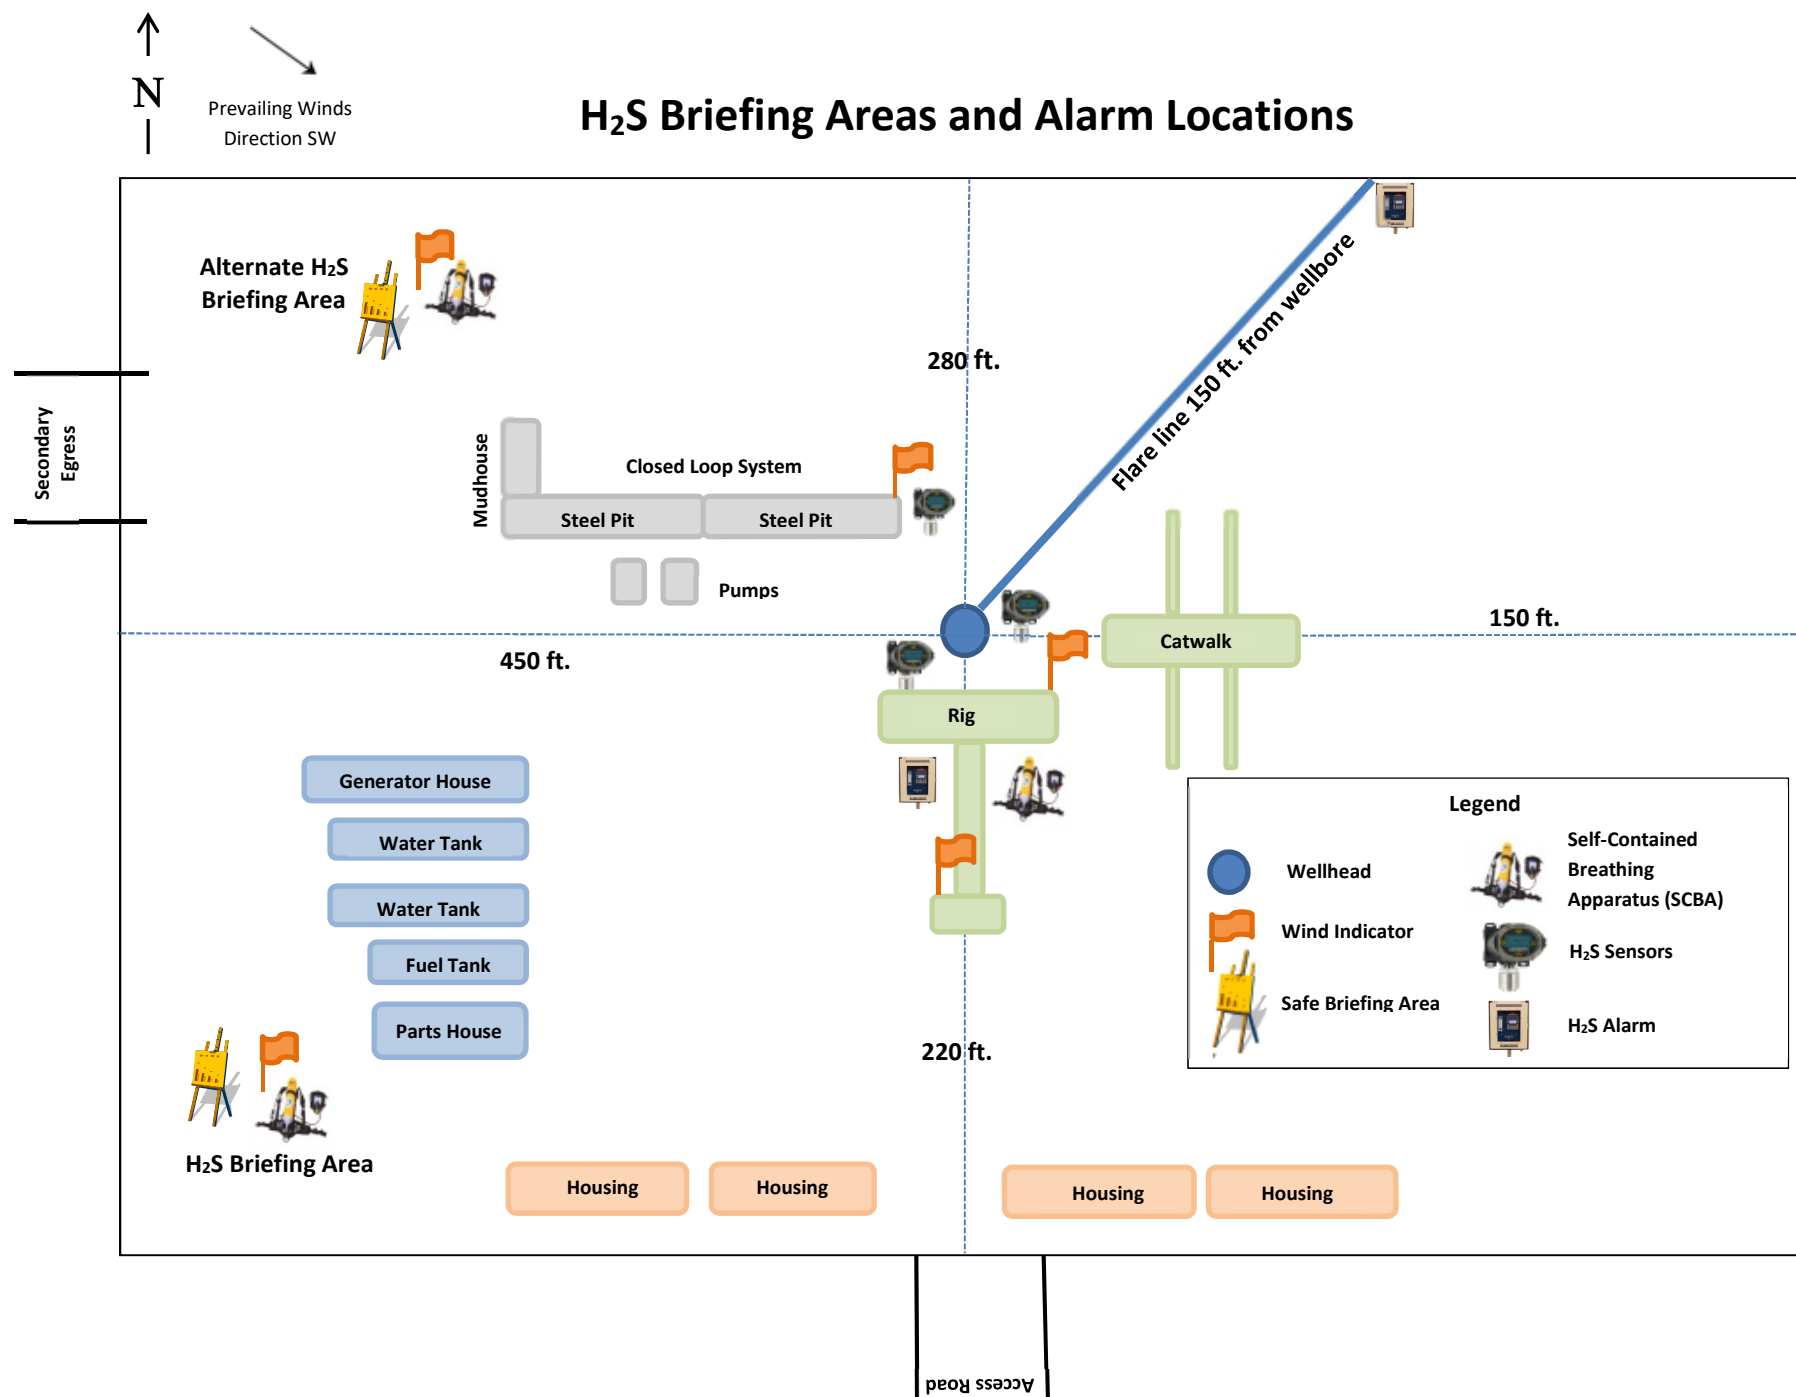 N
Prevailing Winds
Direction SW
H₂S Briefing Areas and Alarm Locations
Alternate H₂S
Briefing Area
280 ft.
Flare line 150 ft. from wellbore
Secondary
Egress
Mudhouse
Closed Loop System
Steel Pit
Steel Pit
Pumps
150 ft.
Catwalk
450 ft.
Rig
Generator House
Water Tank
Water Tank
Fuel Tank
Parts House
Legend
Wellhead
Wind Indicator
Safe Briefing Area
Self-Contained
Breathing
Apparatus (SCBA)
H₂S Sensors
H₂S Alarm
220 ft.
H₂S Briefing Area
Housing
Housing
Housing
Housing
Access Road